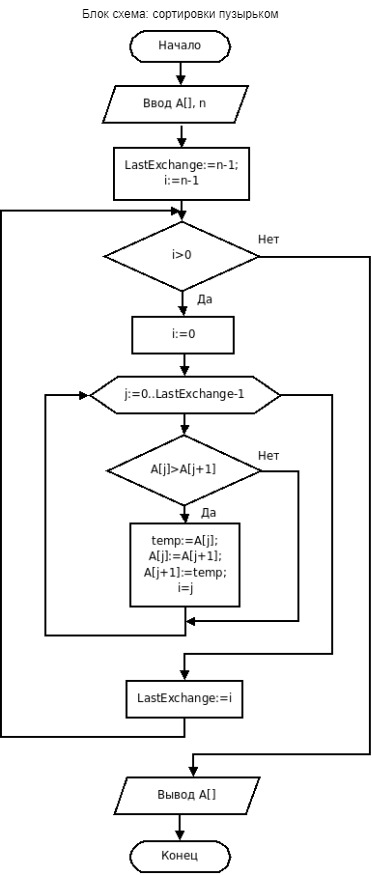 Блок схема: сортировки пузырьком
Начало
Ввод A[], n
LastExchange:=n-1;
i:=n-1
i>0
Нет
Да
i:=0
j:=0..LastExchange-1
A[j]>A[j+1]
Нет
Да
temp:=A[j];
A[j]:=A[j+1];
A[j+1]:=temp;
i=j
LastExchange:=i
Вывод A[]
Конец